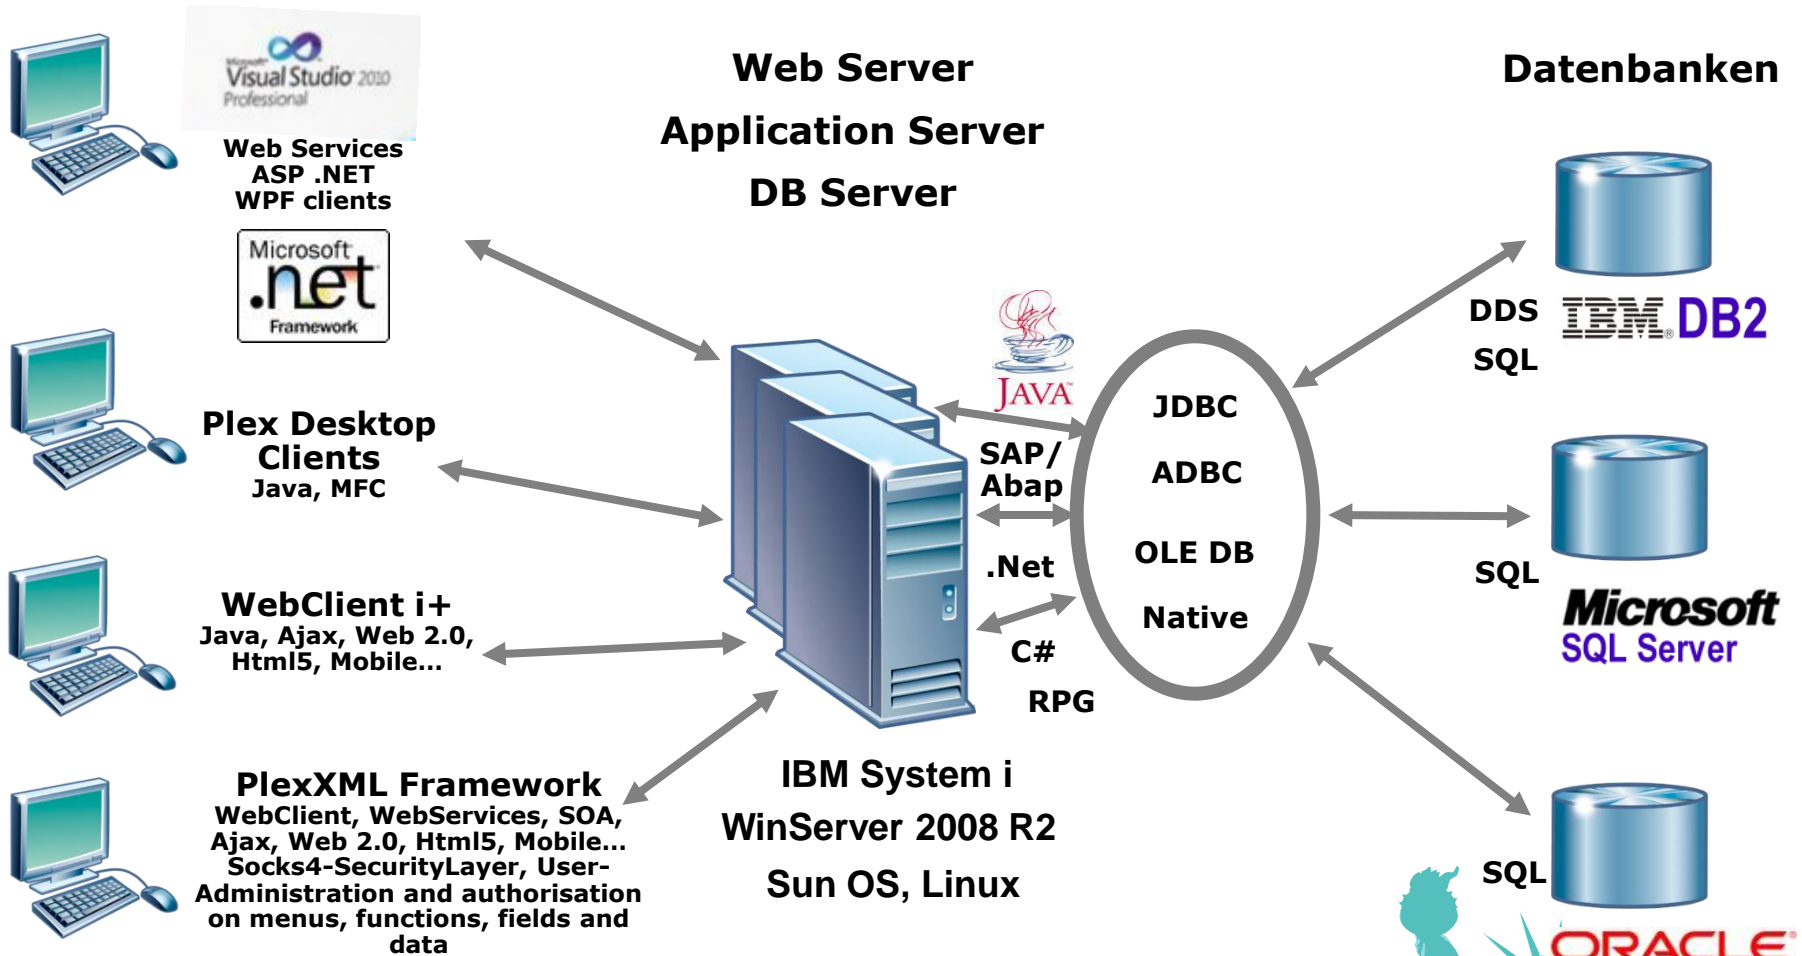 Microsoft®
Visual Studio® 2010
Professional
Web Services
ASP .NET
WPF clients
Microsoft
.net
Framework
Plex Desktop
Clients
Java, MFC
WebClient i+
Java, Ajax, Web 2.0,
Html5, Mobile...
PlexXML Framework
WebClient, WebServices, SOA,
Ajax, Web 2.0, Html5, Mobile...
Socks4-SecurityLayer, User-
Administration and authorisation
on menus, functions, fields and
data
Web Server
Application Server
DB Server
JAVA™
SAP/
Abap
.Net
C#
RPG
IBM System i
WinServer 2008 R2
Sun OS, Linux
JDBC
ADBC
OLE DB
Native
Datenbanken
DDS
SQL
IBM® DB2
SQL
Microsoft
SQL Server
SQL
ORACLE®